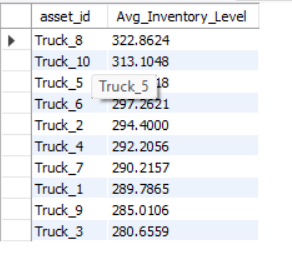 asset_id Avg_Inventory_Level
Truck_8 322.8624
Truck_10 313.1048
Truck_5 18
Truck_5
Truck_6 297.2621
Truck_2 294.4000
Truck_4 292.2056
Truck_7 290.2157
Truck_1 289.7865
Truck_9 285.0106
Truck_3 280.6559